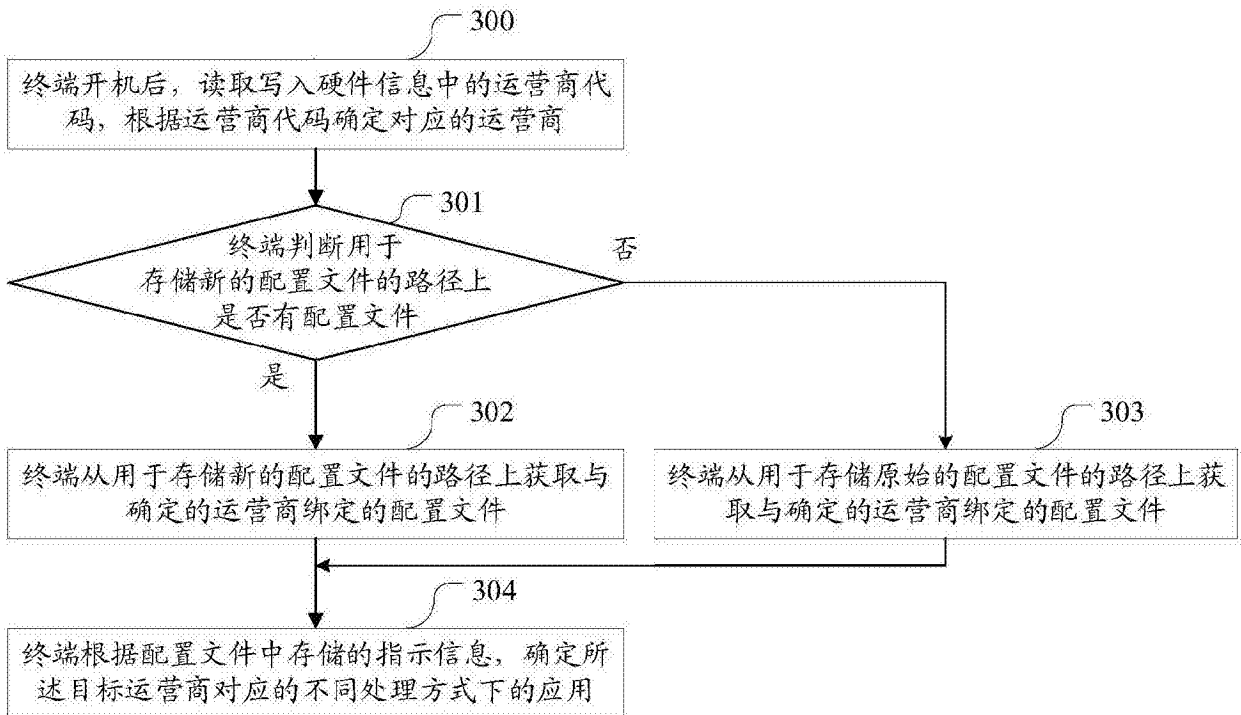 300
终端开机后，读取写入硬件信息中的运营商代
码，根据运营商代码确定对应的运营商
301
终端判断用于
存储新的配置文件的路径上
是否有配置文件
否
是
302
终端从用于存储新的配置文件的路径上获取与
确定的运营商绑定的配置文件
303
终端从用于存储原始的配置文件的路径上获
取与确定的运营商绑定的配置文件
304
终端根据配置文件中存储的指示信息，确定所
述目标运营商对应的不同处理方式下的应用